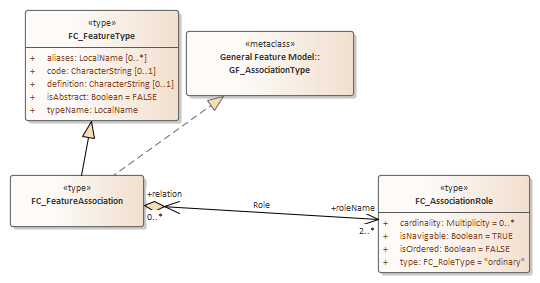 «type»
FC_FeatureType
+ aliases: LocalName [0..*]
+ code: CharacterString [0..1]
+ definition: CharacterString [0..1]
+ isAbstract: Boolean = FALSE
+ typeName: LocalName
«metaclass»
General Feature Model::
GF_AssociationType
«type»
FC_FeatureAssociation
+relation
0..*
Role
+roleName
2..*
«type»
FC_AssociationRole
+ cardinality: Multiplicity = 0..*
+ isNavigable: Boolean = TRUE
+ isOrdered: Boolean = FALSE
+ type: FC_RoleType = "ordinary"